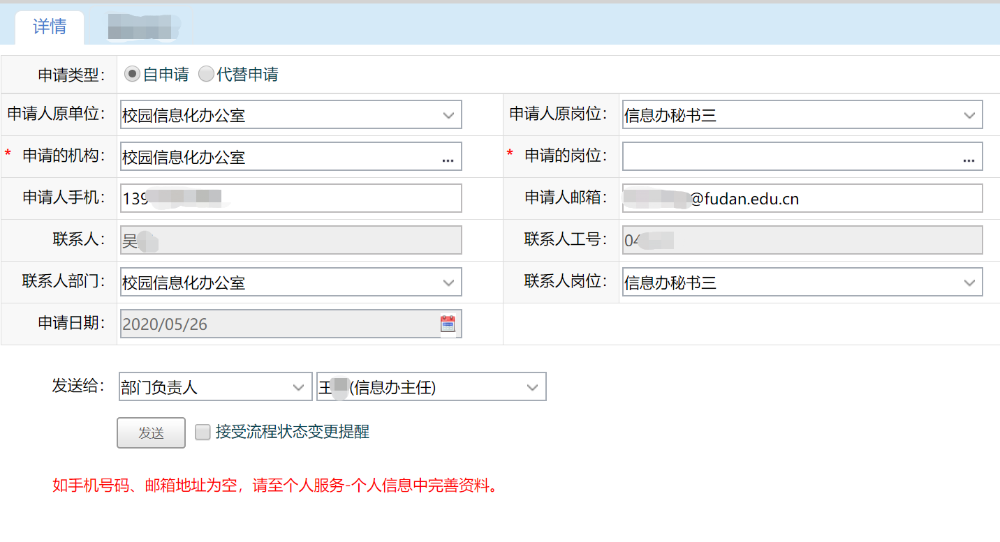 详情
申请类型： 自申请 代替申请
申请人原单位： 校园信息化办公室 申请人原岗位： 信息办秘书三
* 申请的机构： 校园信息化办公室 ... * 申请的岗位： ...
申请人手机： 139 申请人邮箱： @fudan.edu.cn
联系人： 吴 联系人工号： 04
联系人部门： 校园信息化办公室 联系人岗位： 信息办秘书三
申请日期： 2020/05/26
发送给： 部门负责人 王 (信息办主任)
发送 接受流程状态变更提醒
如手机号码、邮箱地址为空，请至个人服务-个人信息中完善资料。